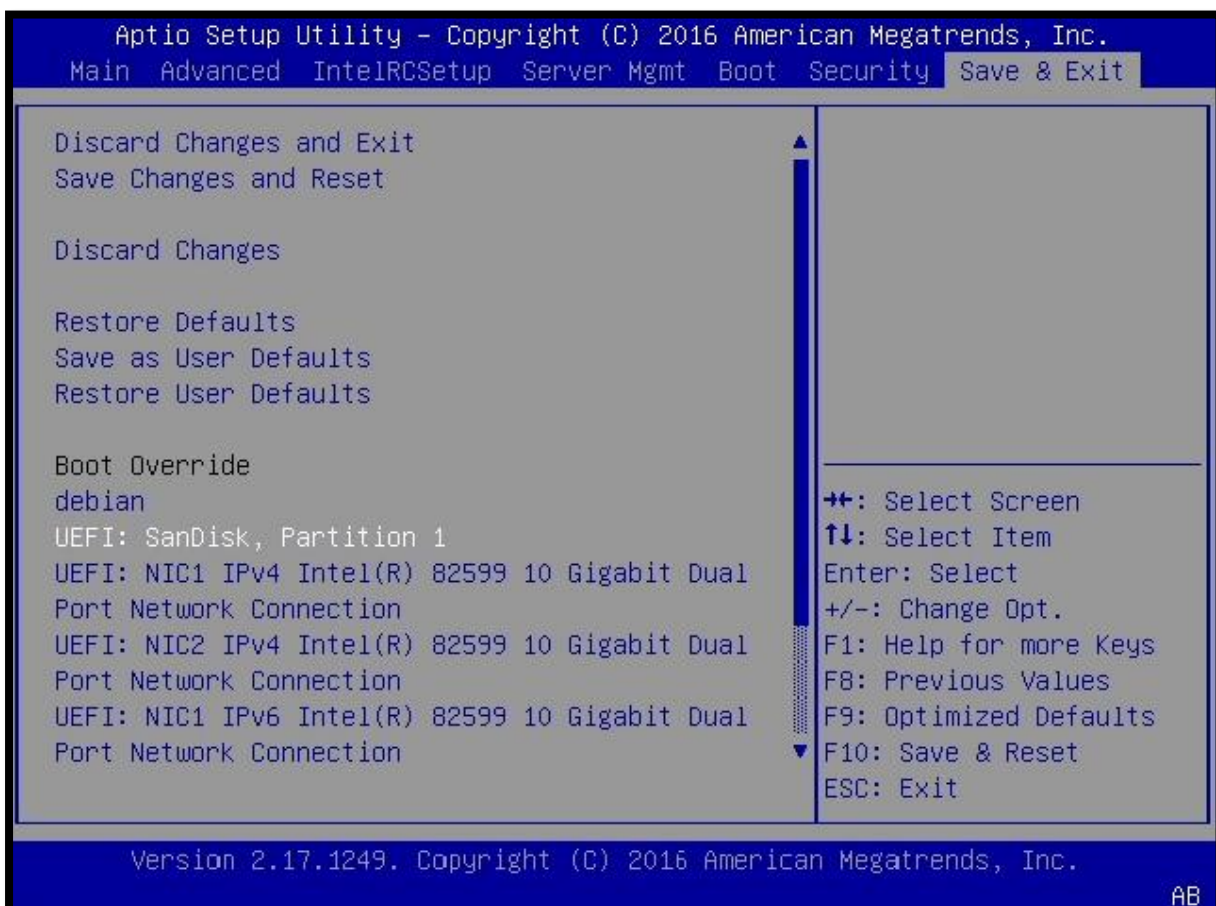 Aptio Setup Utility – Copyright (C) 2016 American Megatrends, Inc.
Main Advanced IntelRCSetup Server Mgmt Boot Security Save & Exit
Discard Changes and Exit
Save Changes and Reset
Discard Changes
Restore Defaults
Save as User Defaults
Restore User Defaults
Boot Override
debian
UEFI: SanDisk, Partition 1
UEFI: NIC1 IPv4 Intel(R) 82599 10 Gigabit Dual
Port Network Connection
UEFI: NIC2 IPv4 Intel(R) 82599 10 Gigabit Dual
Port Network Connection
UEFI: NIC1 IPv6 Intel(R) 82599 10 Gigabit Dual
Port Network Connection
→←: Select Screen
↑↓: Select Item
Enter: Select
+/-: Change Opt.
F1: Help for more Keys
F8: Previous Values
F9: Optimized Defaults
F10: Save & Reset
ESC: Exit
Version 2.17.1249. Copyright (C) 2016 American Megatrends, Inc.
AB